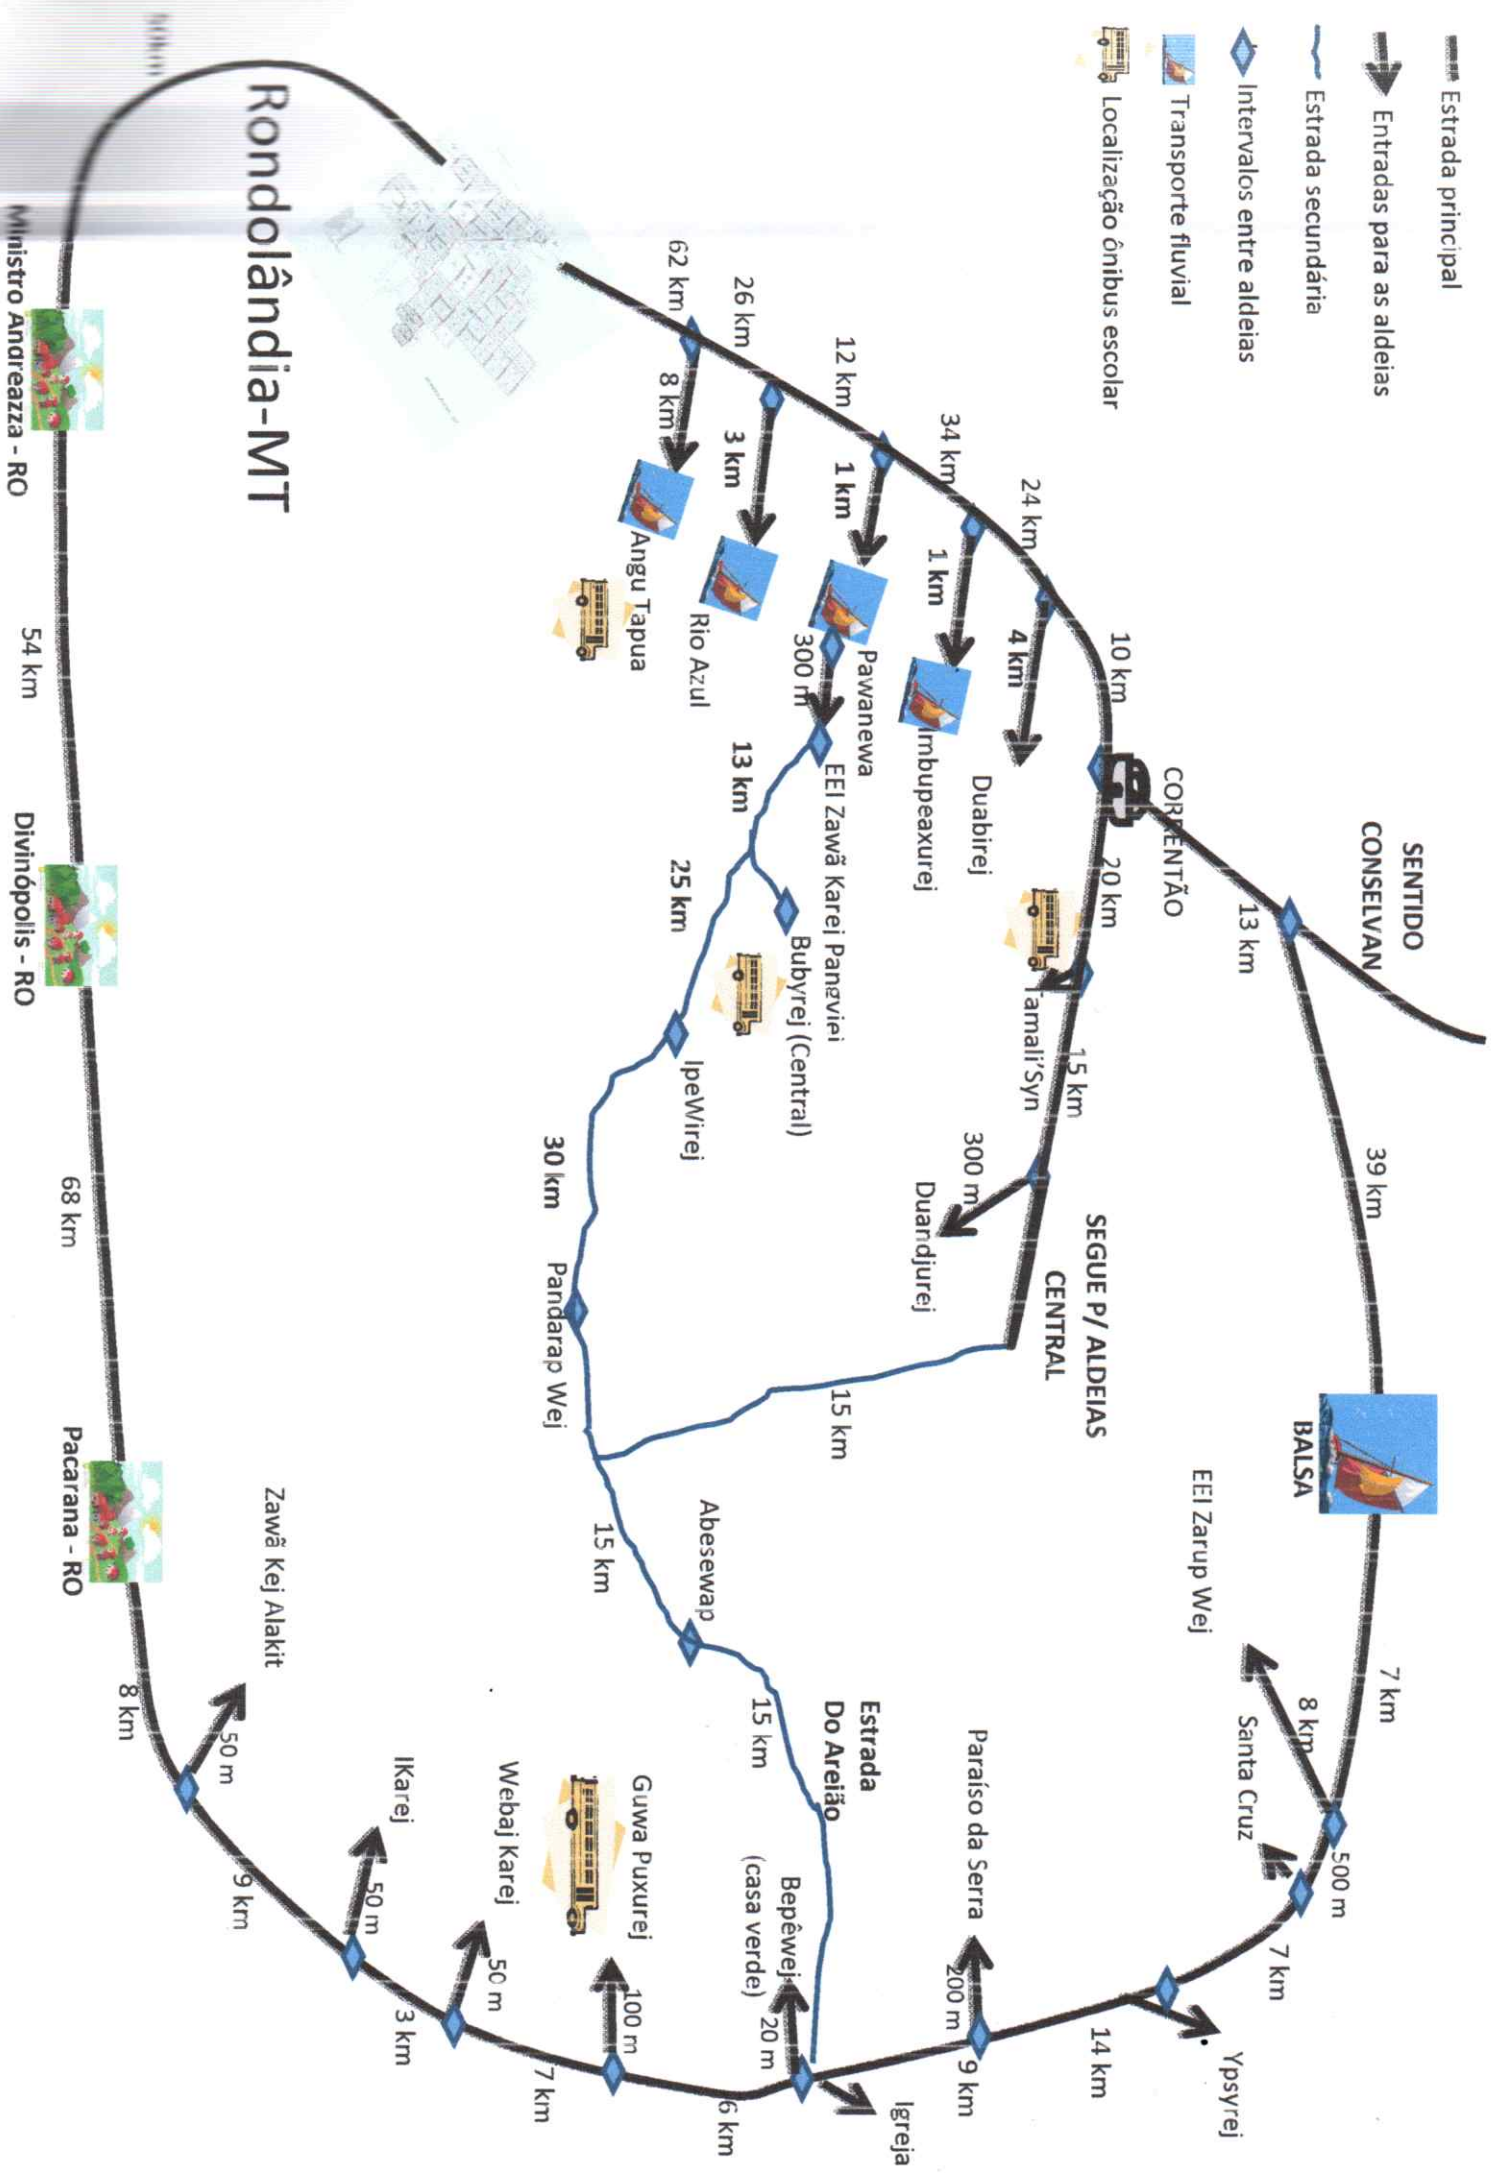 Estrada principal
Entradas para as aldeias
Estrada secundária
Intervalos entre aldeias
Transporte fluvial
Localização ônibus escolar
SENTIDO
CONSELVAN
CORRENTÃO
13 km
39 km
BALSA
7 km
EEI Zarup Wej
8 km
Santa Cruz
500 m
7 km
Ypsyrej
14 km
Paraíso da Serra
200 m
9 km
Igreja
Estrada
Do Areião
Bepêwej
(casa verde)
20 m
6 km
Guwa Puxurej
100 m
7 km
Webaj Karej
50 m
3 km
IKarej
50 m
9 km
Zawã Kej Alakit
50 m
8 km
Pacarana - RO
68 km
Divinópolis - RO
54 km
Ministro Andreazza - RO
Rondolândia-MT
62 km
8 km
Angu Tapua
26 km
3 km
Rio Azul
12 km
1 km
Pawanewa
300 m
EEI Zawã Karej Pangyjej
34 km
1 km
Imbupeaxurej
24 km
4 km
Duabirej
10 km
20 km
Tamali'Syn
15 km
300 m
Duandjurej
SEGUE P/ ALDEIAS
CENTRAL
15 km
13 km
Bubyrej (Central)
25 km
IpeWirej
30 km
Pandarap Wej
15 km
Abesewap
15 km